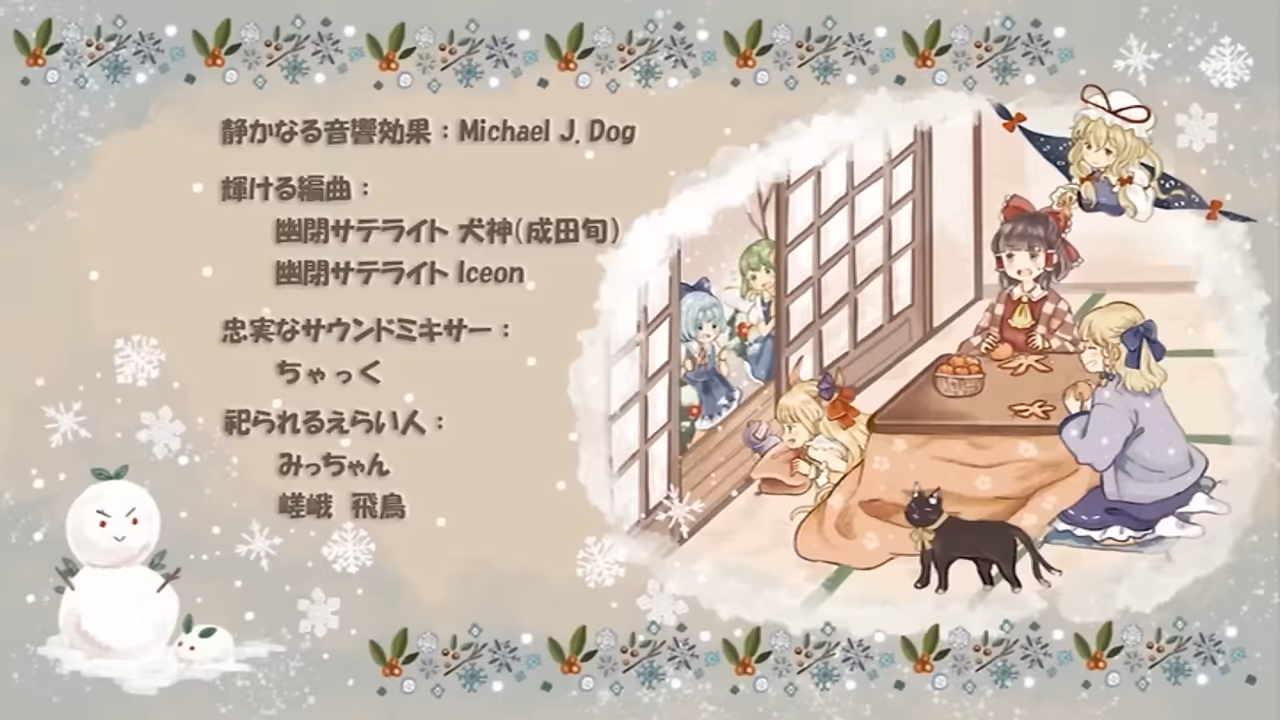 静かなる音響効果：Michael J. Dog
輝ける編曲：
幽閉サテライト 犬神(成田旬)
幽閉サテライト Iceon
忠実なサウンドミキサー：
ちゃっく
祀られるえらい人：
みっちゃん
嵯峨 飛鳥